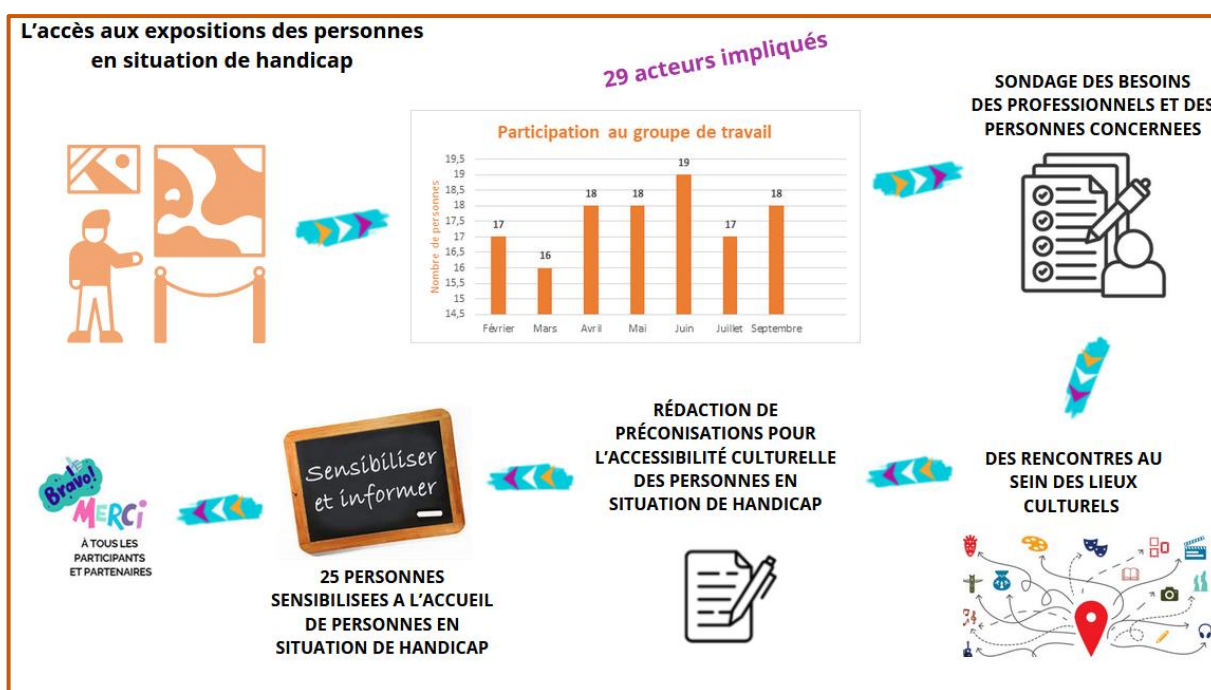 L'accès aux expositions des personnes
en situation de handicap
29 acteurs impliqués
Participation au groupe de travail
Nombre de personnes
19,5
19
18,5
18
17,5
17
16,5
16
15,5
15
14,5
17
16
18
18
19
17
18
Février
Mars
Avril
Mai
Juin
Juillet
Septembre
SONDAGE DES BESOINS
DES PROFESSIONNELS ET DES
PERSONNES CONCERNEES
DES RENCONTRES AU
SEIN DES LIEUX
CULTURELS
RÉDACTION DE
PRÉCONISATIONS POUR
L'ACCESSIBILITÉ CULTURELLE
DES PERSONNES EN
SITUATION DE HANDICAP
Sensibiliser
et informer
25 PERSONNES
SENSIBILISEES A L'ACCUEIL
DE PERSONNES EN
SITUATION DE HANDICAP
Bravo!
MERCi
À TOUS LES
PARTICIPANTS
ET PARTENAIRES